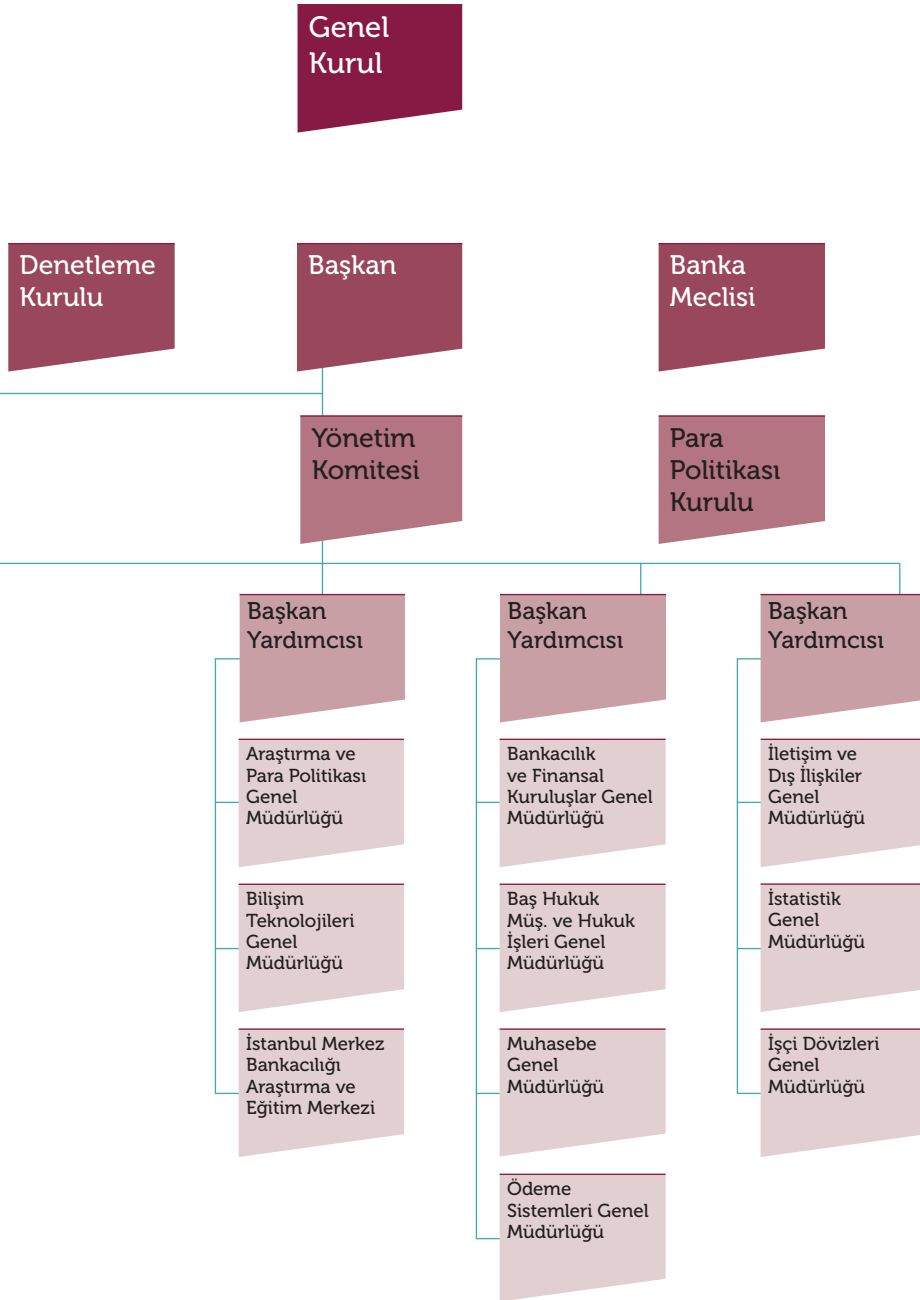 Genel
Kurul
Denetleme
Kurulu
Başkan
Banka
Meclisi
Yönetim
Komitesi
Para
Politikası
Kurulu
Başkan
Yardımcısı
Başkan
Yardımcısı
Başkan
Yardımcısı
Araştırma ve
Para Politikası
Genel
Müdürlüğü
Bankacılık
ve Finansal
Kuruluşlar Genel
Müdürlüğü
İletişim ve
Dış İlişkiler
Genel
Müdürlüğü
Bilişim
Teknolojileri
Genel
Müdürlüğü
Baş Hukuk
Müş. ve Hukuk
İşleri Genel
Müdürlüğü
İstatistik
Genel
Müdürlüğü
İstanbul Merkez
Bankacılığı
Araştırma ve
Eğitim Merkezi
Muhasebe
Genel
Müdürlüğü
İşçi Dövizleri
Genel
Müdürlüğü
Ödeme
Sistemleri Genel
Müdürlüğü